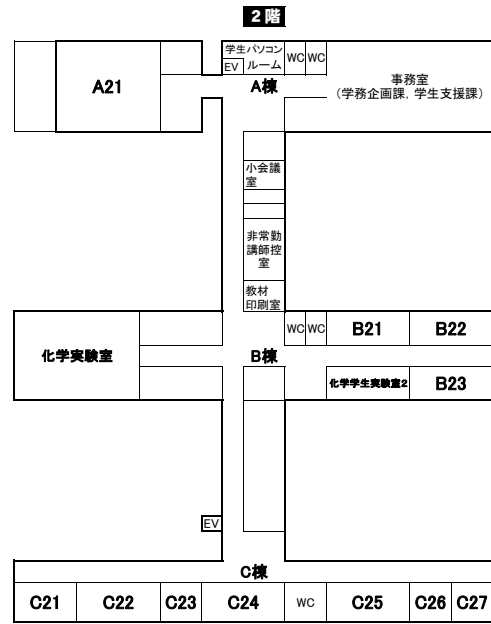 2階
学生パソコン
ルーム
EV
WC
WC
A21
A棟
事務室
（学務企画課，学生支援課）
小会議
室
非常勤
講師控
室
教材
印刷室
WC
WC
B21
B22
化学実験室
B棟
化学学生実験室2
B23
EV
C棟
C21
C22
C23
C24
WC
C25
C26
C27